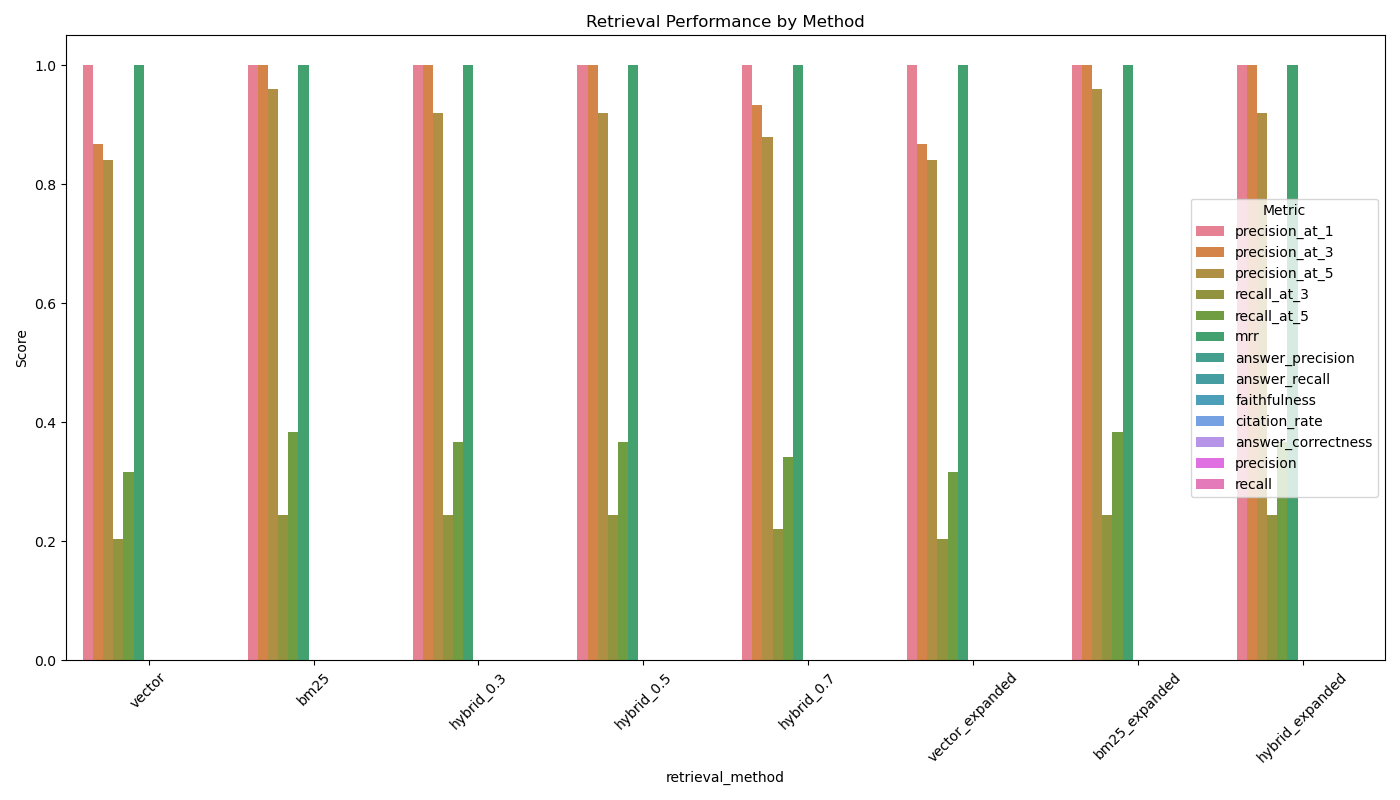 Retrieval Performance by Method
1.0
0.8
0.6
0.4
0.2
0.0
Score
Metric
precision_at_1
precision_at_3
precision_at_5
recall_at_3
recall_at_5
mrr
answer_precision
answer_recall
faithfulness
citation_rate
answer_correctness
precision
recall
vector
bm25
hybrid_0.3
hybrid_0.5
hybrid_0.7
vector_expanded
bm25_expanded
hybrid_expanded
retrieval_method